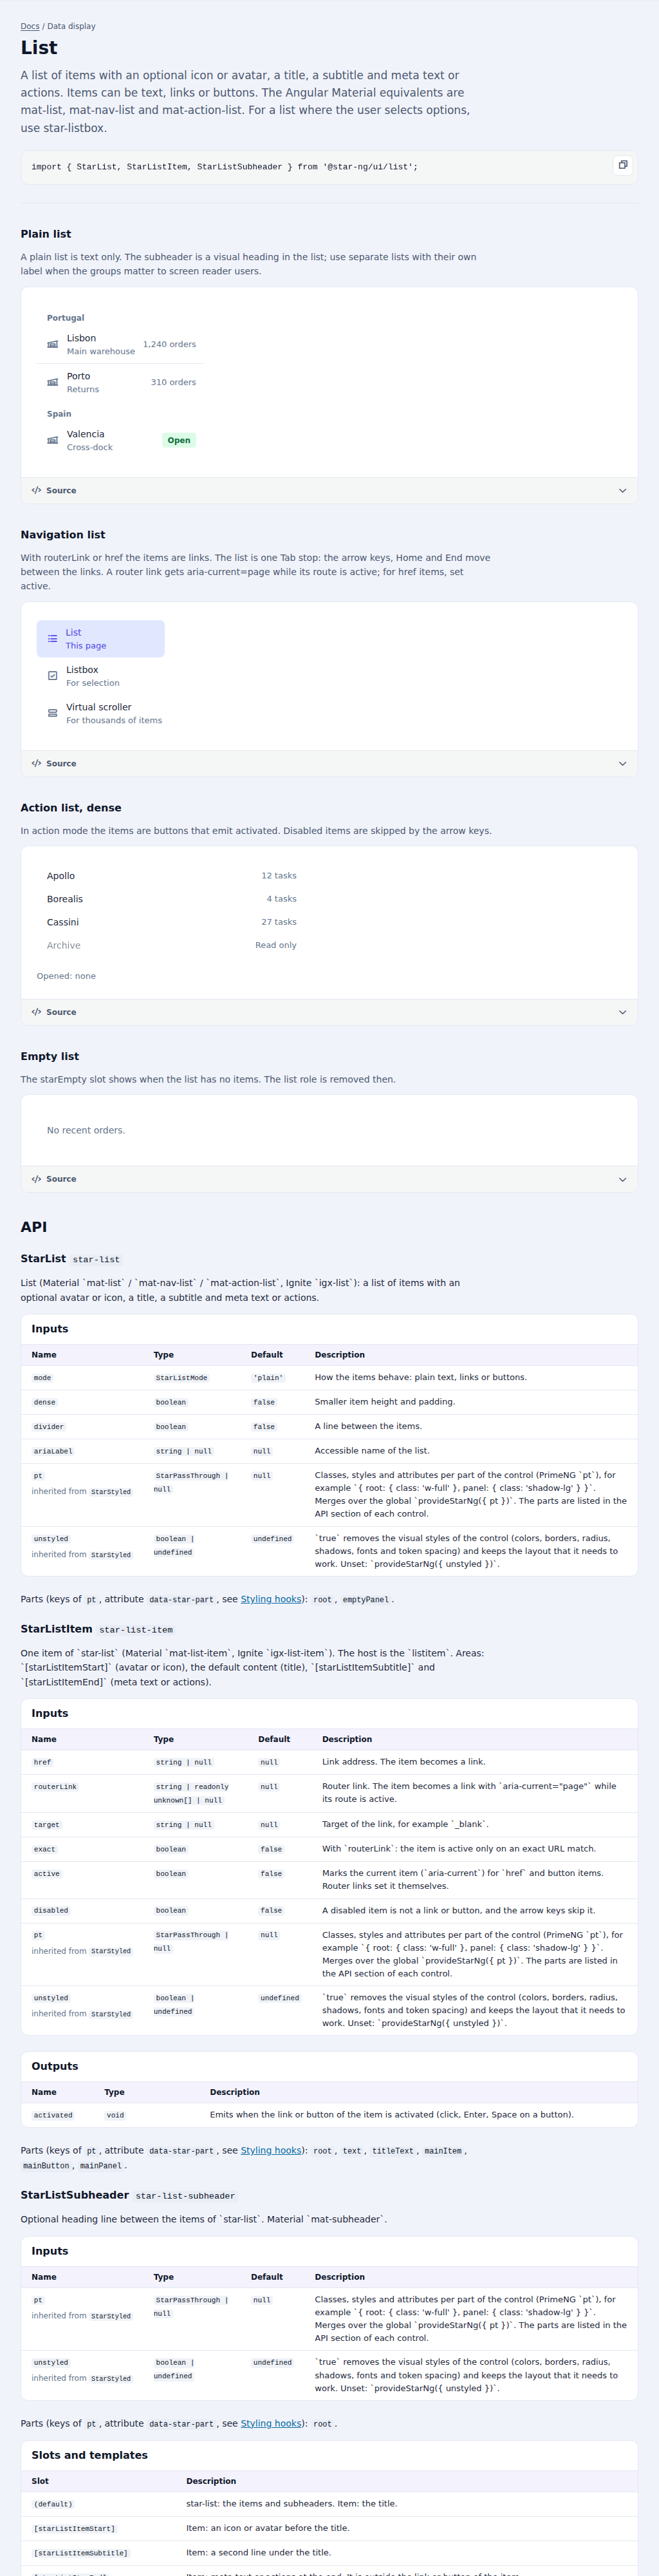 Docs / Data display
List
A list of items with an optional icon or avatar, a title, a subtitle and meta text or
actions. Items can be text, links or buttons. The Angular Material equivalents are
mat-list, mat-nav-list and mat-action-list. For a list where the user selects options,
use star-listbox.
import { StarList, StarListItem, StarListSubheader } from '@star-ng/ui/list';
Plain list
A plain list is text only. The subheader is a visual heading in the list; use separate lists with their own
label when the groups matter to screen reader users.
Portugal
Lisbon
Main warehouse
1,240 orders
Porto
Returns
310 orders
Spain
Valencia
Cross-dock
Open
Source
Navigation list
With routerLink or href the items are links. The list is one Tab stop: the arrow keys, Home and End move
between the links. A router link gets aria-current=page while its route is active; for href items, set
active.
List
This page
Listbox
For selection
Virtual scroller
For thousands of items
Source
Action list, dense
In action mode the items are buttons that emit activated. Disabled items are skipped by the arrow keys.
Apollo 12 tasks
Borealis 4 tasks
Cassini 27 tasks
Archive Read only
Opened: none
Source
Empty list
The starEmpty slot shows when the list has no items. The list role is removed then.
No recent orders.
Source
API
StarList star-list
List (Material `mat-list` / `mat-nav-list` / `mat-action-list`, Ignite `igx-list`): a list of items with an
optional avatar or icon, a title, a subtitle and meta text or actions.
Inputs
Name Type Default Description
mode StarListMode 'plain' How the items behave: plain text, links or buttons.
dense boolean false Smaller item height and padding.
divider boolean false A line between the items.
ariaLabel string | null null Accessible name of the list.
pt StarPassThrough | null Classes, styles and attributes per part of the control (PrimeNG `pt`), for
inherited from StarStyled null example `{ root: { class: 'w-full' }, panel: { class: 'shadow-lg' } }`.
Merges over the global `provideStarNg({ pt })`. The parts are listed in the
API section of each control.
unstyled boolean | undefined `true` removes the visual styles of the control (colors, borders, radius,
inherited from StarStyled undefined shadows, fonts and token spacing) and keeps the layout that it needs to
work. Unset: `provideStarNg({ unstyled })`.
Parts (keys of pt, attribute data-star-part, see Styling hooks): root, emptyPanel.
StarListItem star-list-item
One item of `star-list` (Material `mat-list-item`, Ignite `igx-list-item`). The host is the `listitem`. Areas:
`[starListItemStart]` (avatar or icon), the default content (title), `[starListItemSubtitle]` and
`[starListItemEnd]` (meta text or actions).
Inputs
Name Type Default Description
href string | null null Link address. The item becomes a link.
routerLink string | readonly null Router link. The item becomes a link with `aria-current="page"` while
unknown[] | null its route is active.
target string | null null Target of the link, for example `_blank`.
exact boolean false With `routerLink`: the item is active only on an exact URL match.
active boolean false Marks the current item (`aria-current`) for `href` and button items.
Router links set it themselves.
disabled boolean false A disabled item is not a link or button, and the arrow keys skip it.
pt StarPassThrough | null Classes, styles and attributes per part of the control (PrimeNG `pt`), for
inherited from StarStyled null example `{ root: { class: 'w-full' }, panel: { class: 'shadow-lg' } }`.
Merges over the global `provideStarNg({ pt })`. The parts are listed in
the API section of each control.
unstyled boolean | undefined `true` removes the visual styles of the control (colors, borders, radius,
inherited from StarStyled undefined shadows, fonts and token spacing) and keeps the layout that it needs to
work. Unset: `provideStarNg({ unstyled })`.
Outputs
Name Type Description
activated void Emits when the link or button of the item is activated (click, Enter, Space on a button).
Parts (keys of pt, attribute data-star-part, see Styling hooks): root, text, titleText, mainItem,
mainButton, mainPanel.
StarListSubheader star-list-subheader
Optional heading line between the items of `star-list`. Material `mat-subheader`.
Inputs
Name Type Default Description
pt StarPassThrough | null Classes, styles and attributes per part of the control (PrimeNG `pt`), for
inherited from StarStyled null example `{ root: { class: 'w-full' }, panel: { class: 'shadow-lg' } }`.
Merges over the global `provideStarNg({ pt })`. The parts are listed in the
API section of each control.
unstyled boolean | undefined `true` removes the visual styles of the control (colors, borders, radius,
inherited from StarStyled undefined shadows, fonts and token spacing) and keeps the layout that it needs to
work. Unset: `provideStarNg({ unstyled })`.
Parts (keys of pt, attribute data-star-part, see Styling hooks): root.
Slots and templates
Slot Description
(default) star-list: the items and subheaders. Item: the title.
[starListItemStart] Item: an icon or avatar before the title.
[starListItemSubtitle] Item: a second line under the title.